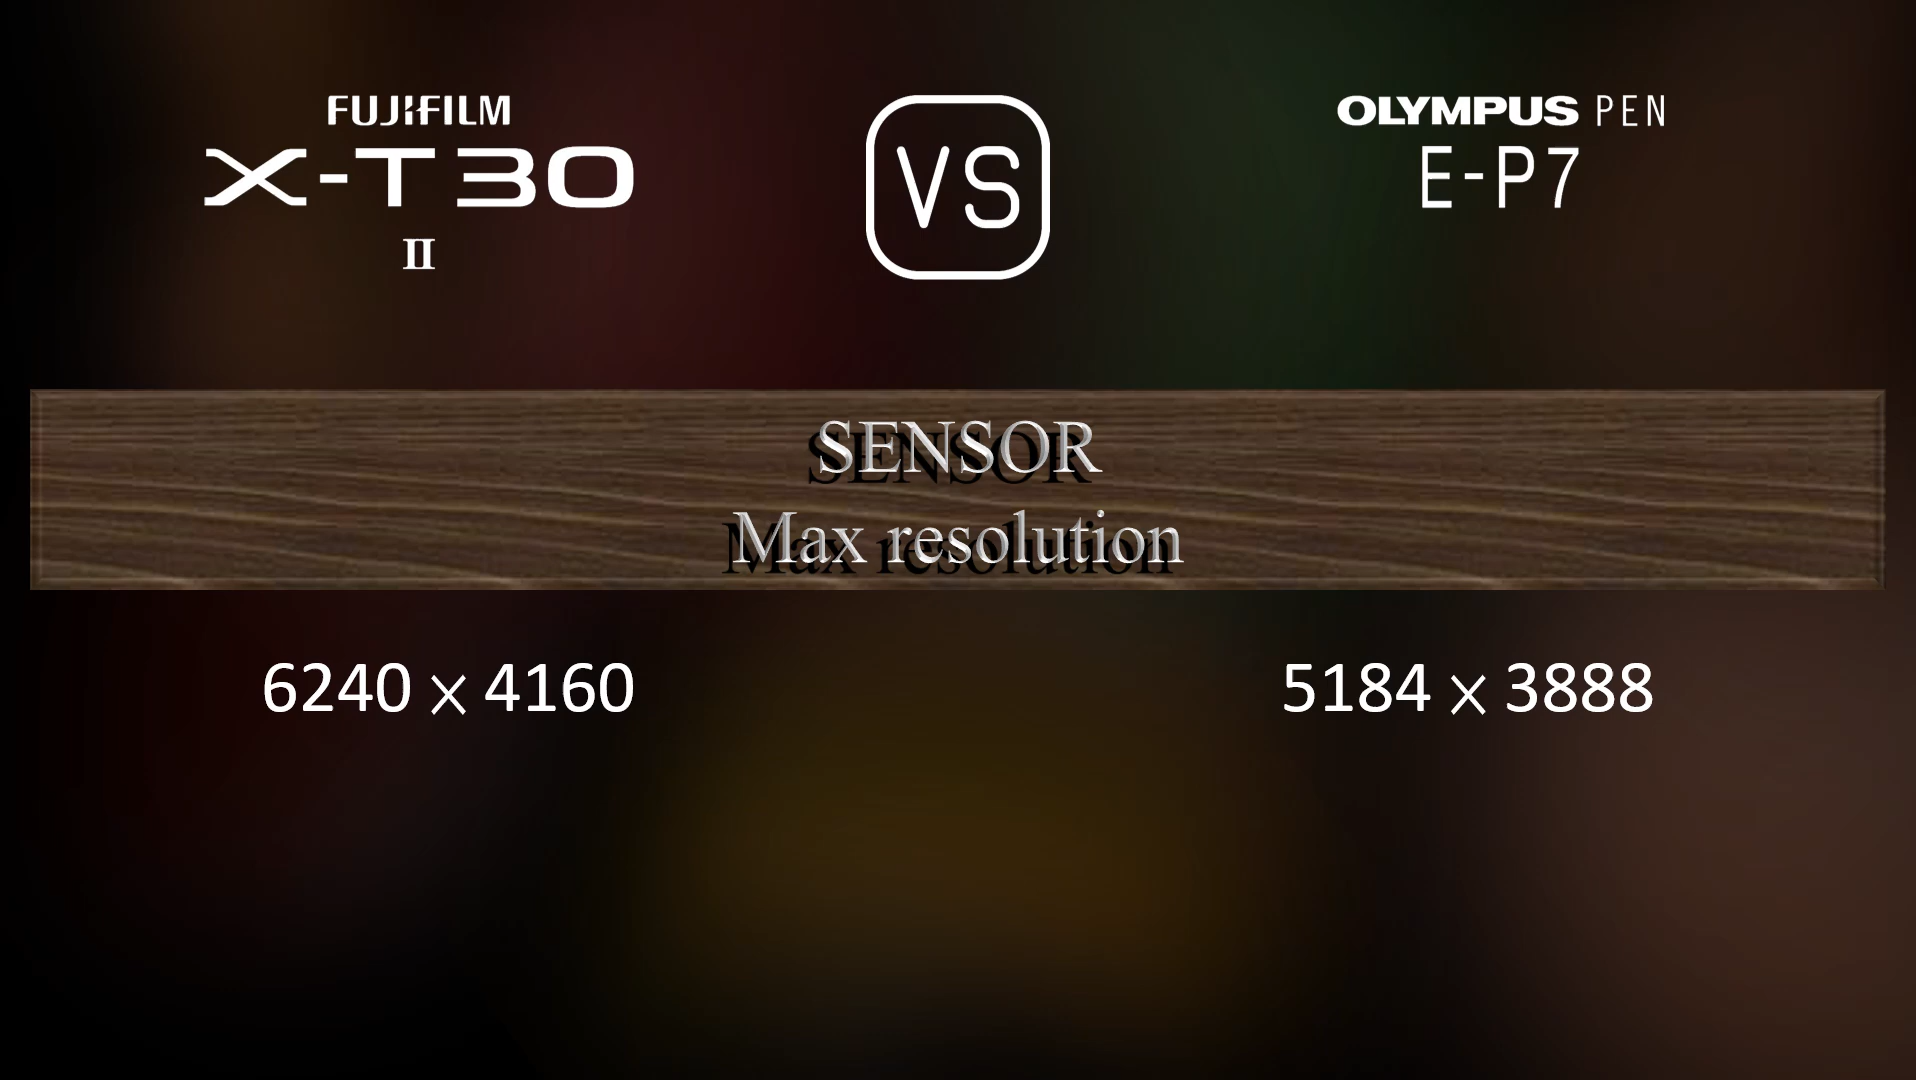 FUJIFILM
X-T30
II
VS
OLYMPUS PEN
E-P7
SENSOR
Max resolution
6240 x 4160
5184 x 3888